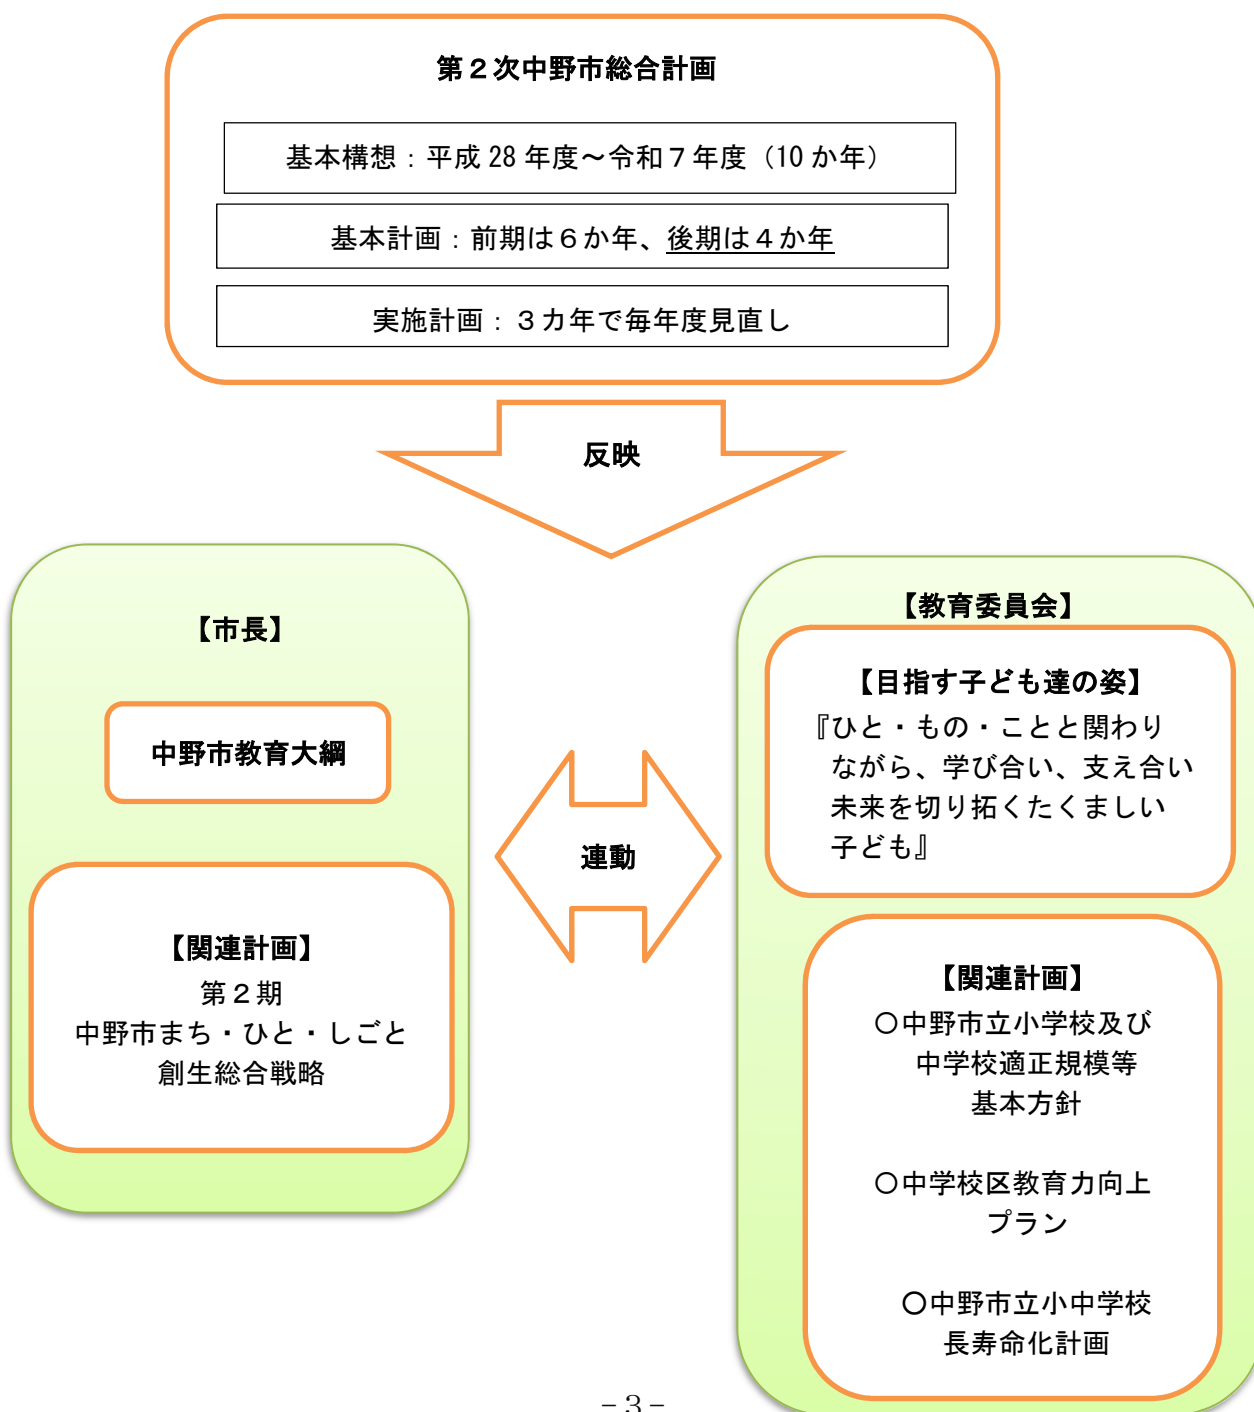 第２次中野市総合計画
基本構想：平成 28 年度～令和７年度（10 か年）
基本計画：前期は６か年、後期は４か年
実施計画：３カ年で毎年度見直し
反映
【市長】
中野市教育大綱
【関連計画】
第２期
中野市まち・ひと・しごと
創生総合戦略
連動
【教育委員会】
【目指す子ども達の姿】
『ひと・もの・ことと関わり
ながら、学び合い、支え合い
未来を切り拓くたくましい
子ども』
【関連計画】
〇中野市立小学校及び
中学校適正規模等
基本方針
〇中学校区教育力向上
プラン
〇中野市立小中学校
長寿命化計画
－３－